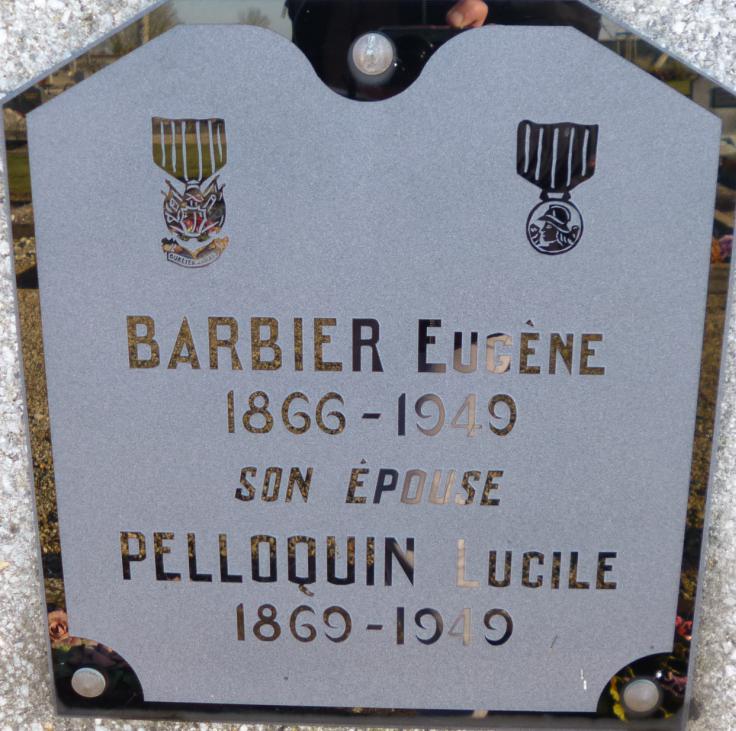 BARBIER EUGÈNE
1866-1949
SON ÉPOUSE
PELLOQUIN LUCILE
1869-1949